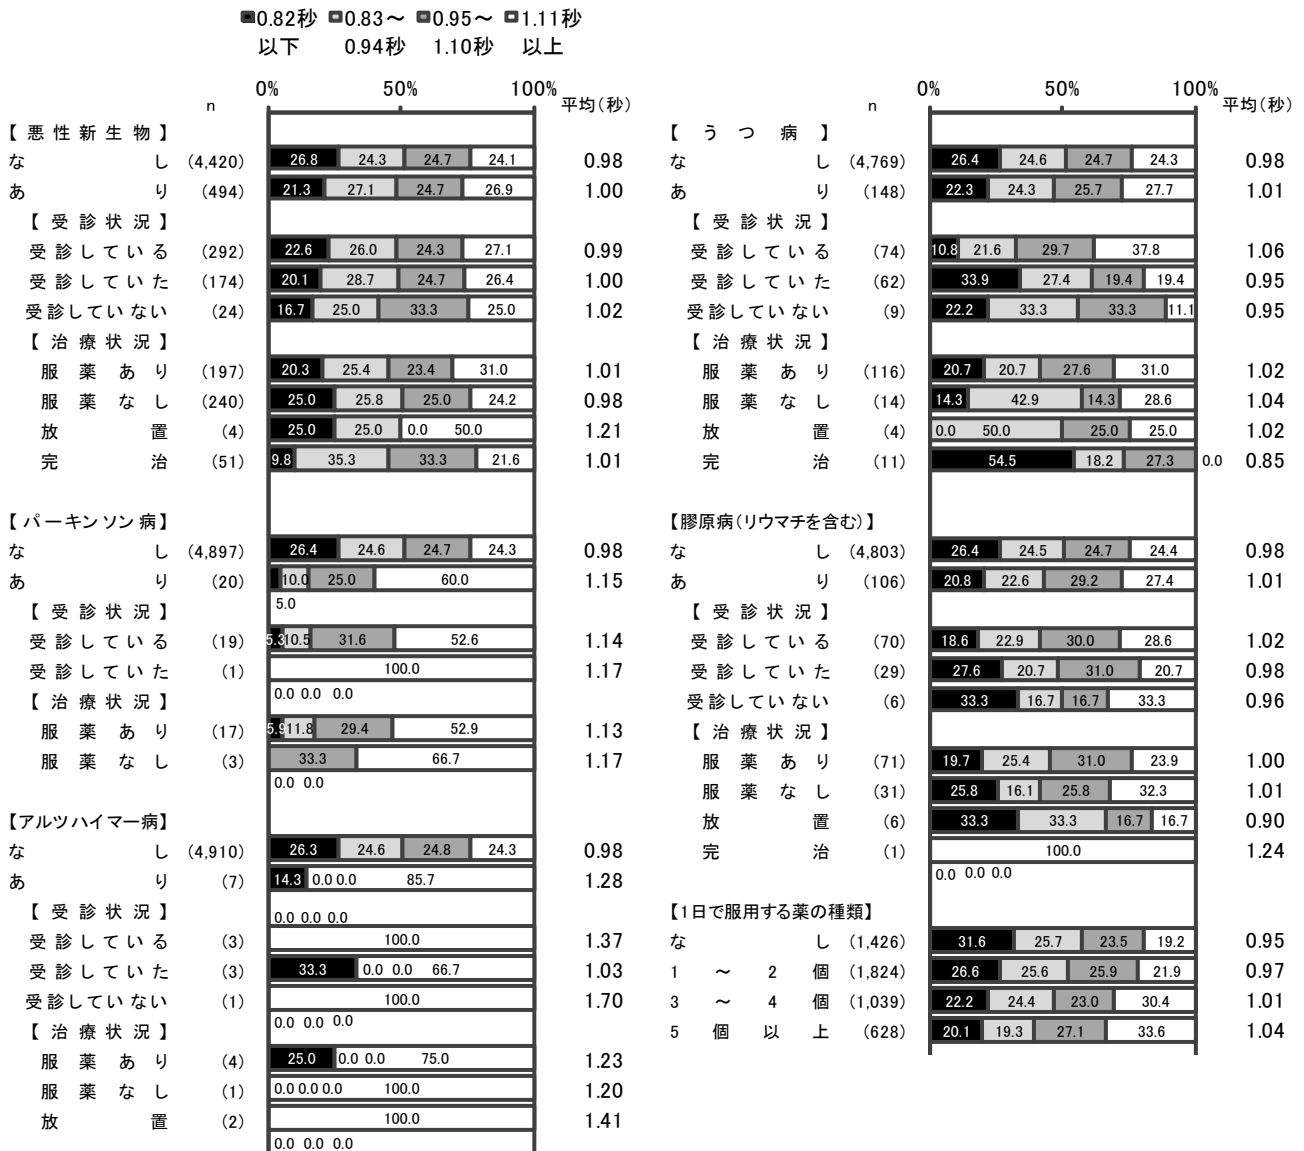 0.82秒以下 0.83～0.94秒 0.95～1.10秒 1.11秒以上
n 0% 50% 100% 平均(秒)
【悪性新生物】
なし (4,420) 26.8 24.3 24.7 24.1 0.98
あり (494) 21.3 27.1 24.7 26.9 1.00
【受診状況】
受診している (292) 22.6 26.0 24.3 27.1 0.99
受診していた (174) 20.1 28.7 24.7 26.4 1.00
受診していない (24) 16.7 25.0 33.3 25.0 1.02
【治療状況】
服薬あり (197) 20.3 25.4 23.4 31.0 1.01
服薬なし (240) 25.0 25.8 25.0 24.2 0.98
放置 (4) 25.0 25.0 0.0 50.0 1.21
完治 (51) 9.8 35.3 33.3 21.6 1.01
【パーキンソン病】
なし (4,897) 26.4 24.6 24.7 24.3 0.98
あり (20) 10.0 25.0 60.0 1.15
5.0
【受診状況】
受診している (19) 5.3 10.5 31.6 52.6 1.14
受診していた (1) 100.0 1.17
0.0 0.0 0.0
【治療状況】
服薬あり (17) 5.9 11.8 29.4 52.9 1.13
服薬なし (3) 33.3 66.7 1.17
0.0 0.0
【アルツハイマー病】
なし (4,910) 26.3 24.6 24.8 24.3 0.98
あり (7) 14.3 0.0 0.0 85.7 1.28
【受診状況】
0.0 0.0 0.0
受診している (3) 100.0 1.37
受診していた (3) 33.3 0.0 0.0 66.7 1.03
受診していない (1) 100.0 1.70
0.0 0.0 0.0
【治療状況】
服薬あり (4) 25.0 0.0 0.0 75.0 1.23
服薬なし (1) 0.0 0.0 0.0 100.0 1.20
放置 (2) 100.0 1.41
0.0 0.0 0.0
n 0% 50% 100% 平均(秒)
【うつ病】
なし (4,769) 26.4 24.6 24.7 24.3 0.98
あり (148) 22.3 24.3 25.7 27.7 1.01
【受診状況】
受診している (74) 10.8 21.6 29.7 37.8 1.06
受診していた (62) 33.9 27.4 19.4 19.4 0.95
受診していない (9) 22.2 33.3 33.3 11.1 0.95
【治療状況】
服薬あり (116) 20.7 20.7 27.6 31.0 1.02
服薬なし (14) 14.3 42.9 14.3 28.6 1.04
放置 (4) 0.0 50.0 25.0 25.0 1.02
完治 (11) 54.5 18.2 27.3 0.0 0.85
【膠原病(リウマチを含む)】
なし (4,803) 26.4 24.5 24.7 24.4 0.98
あり (106) 20.8 22.6 29.2 27.4 1.01
【受診状況】
受診している (70) 18.6 22.9 30.0 28.6 1.02
受診していた (29) 27.6 20.7 31.0 20.7 0.98
受診していない (6) 33.3 16.7 16.7 33.3 0.96
【治療状況】
服薬あり (71) 19.7 25.4 31.0 23.9 1.00
服薬なし (31) 25.8 16.1 25.8 32.3 1.01
放置 (6) 33.3 33.3 16.7 16.7 0.90
完治 (1) 100.0 1.24
0.0 0.0 0.0
【1日で服用する薬の種類】
なし (1,426) 31.6 25.7 23.5 19.2 0.95
1～2個 (1,824) 26.6 25.6 25.9 21.9 0.97
3～4個 (1,039) 22.2 24.4 23.0 30.4 1.01
5個以上 (628) 20.1 19.3 27.1 33.6 1.04